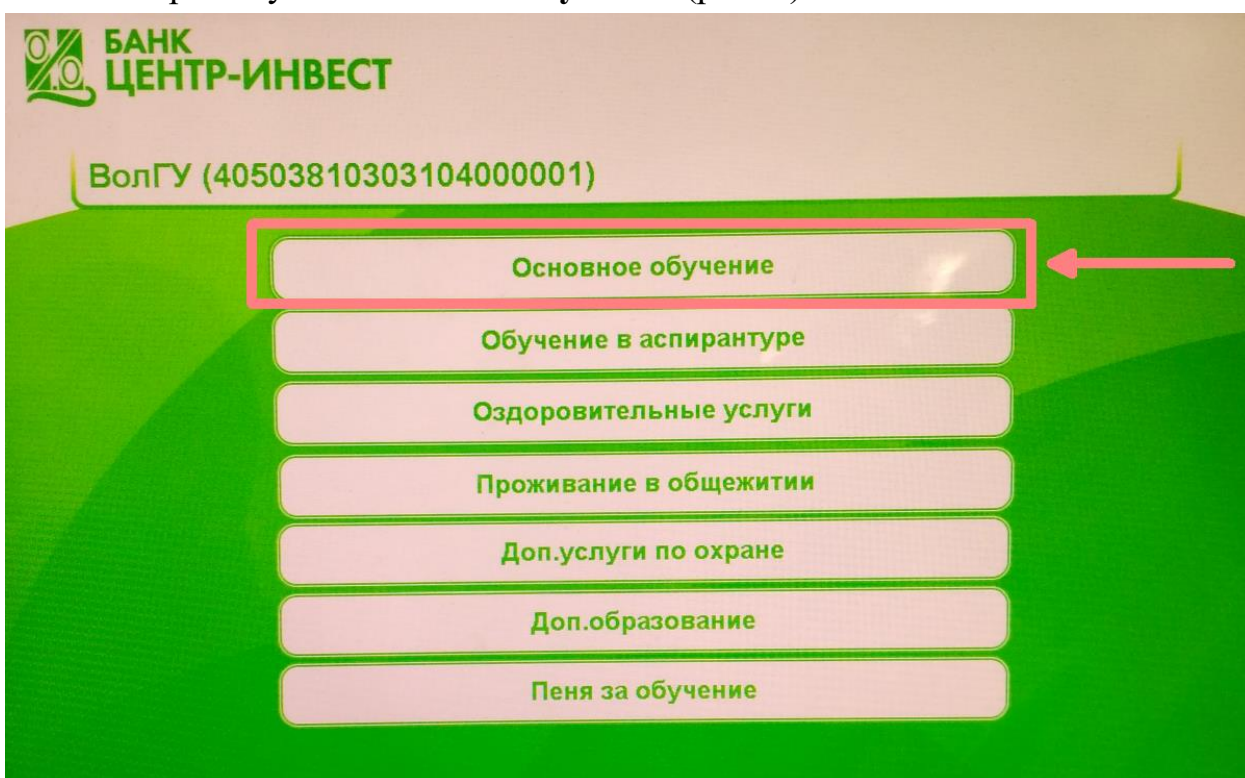 БАНК
ЦЕНТР-ИНВЕСТ
ВолГУ (40503810303104000001)
Основное обучение
Обучение в аспирантуре
Оздоровительные услуги
Проживание в общежитии
Доп.услуги по охране
Доп.образование
Пеня за обучение